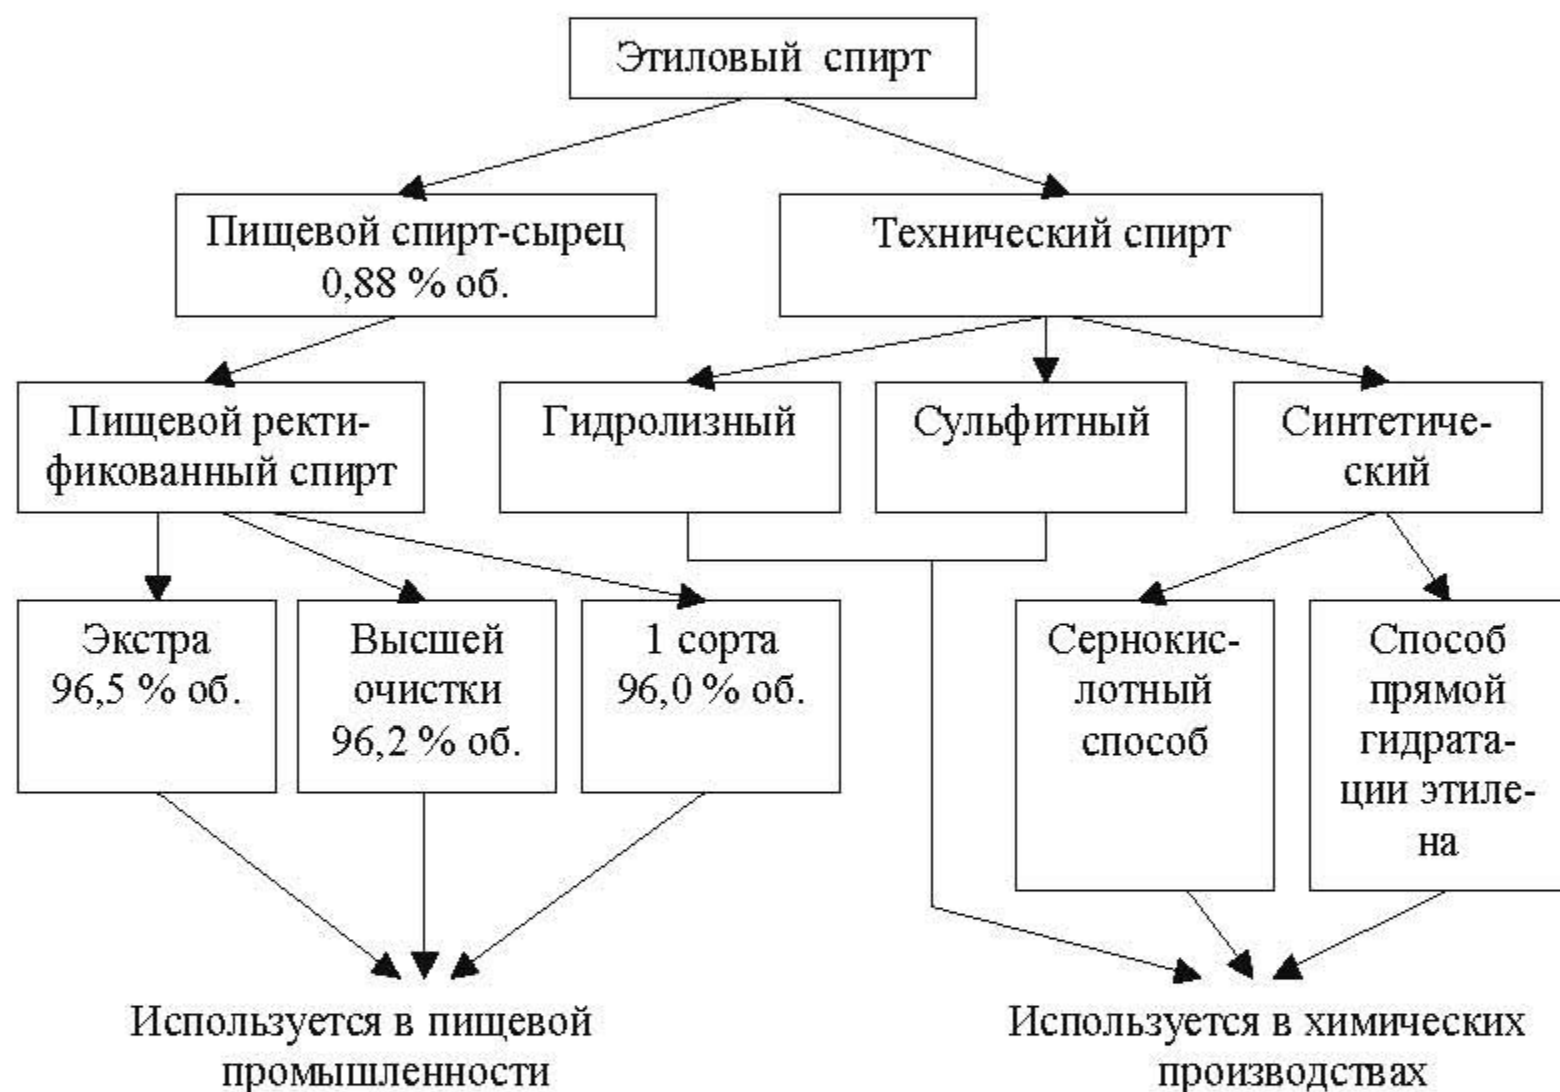 Этиловый спирт
Пищевой спирт-сырец
0,88 % об.
Технический спирт
Пищевой ректи-
фикованный спирт
Гидролизный
Сульфитный
Синтетиче-
ский
Экстра
96,5 % об.
Высшей
очистки
96,2 % об.
1 сорта
96,0 % об.
Сернокис-
лотный
способ
Способ
прямой
гидрата-
ции этиле-
на
Используется в пищевой
промышленности
Используется в химических
производствах